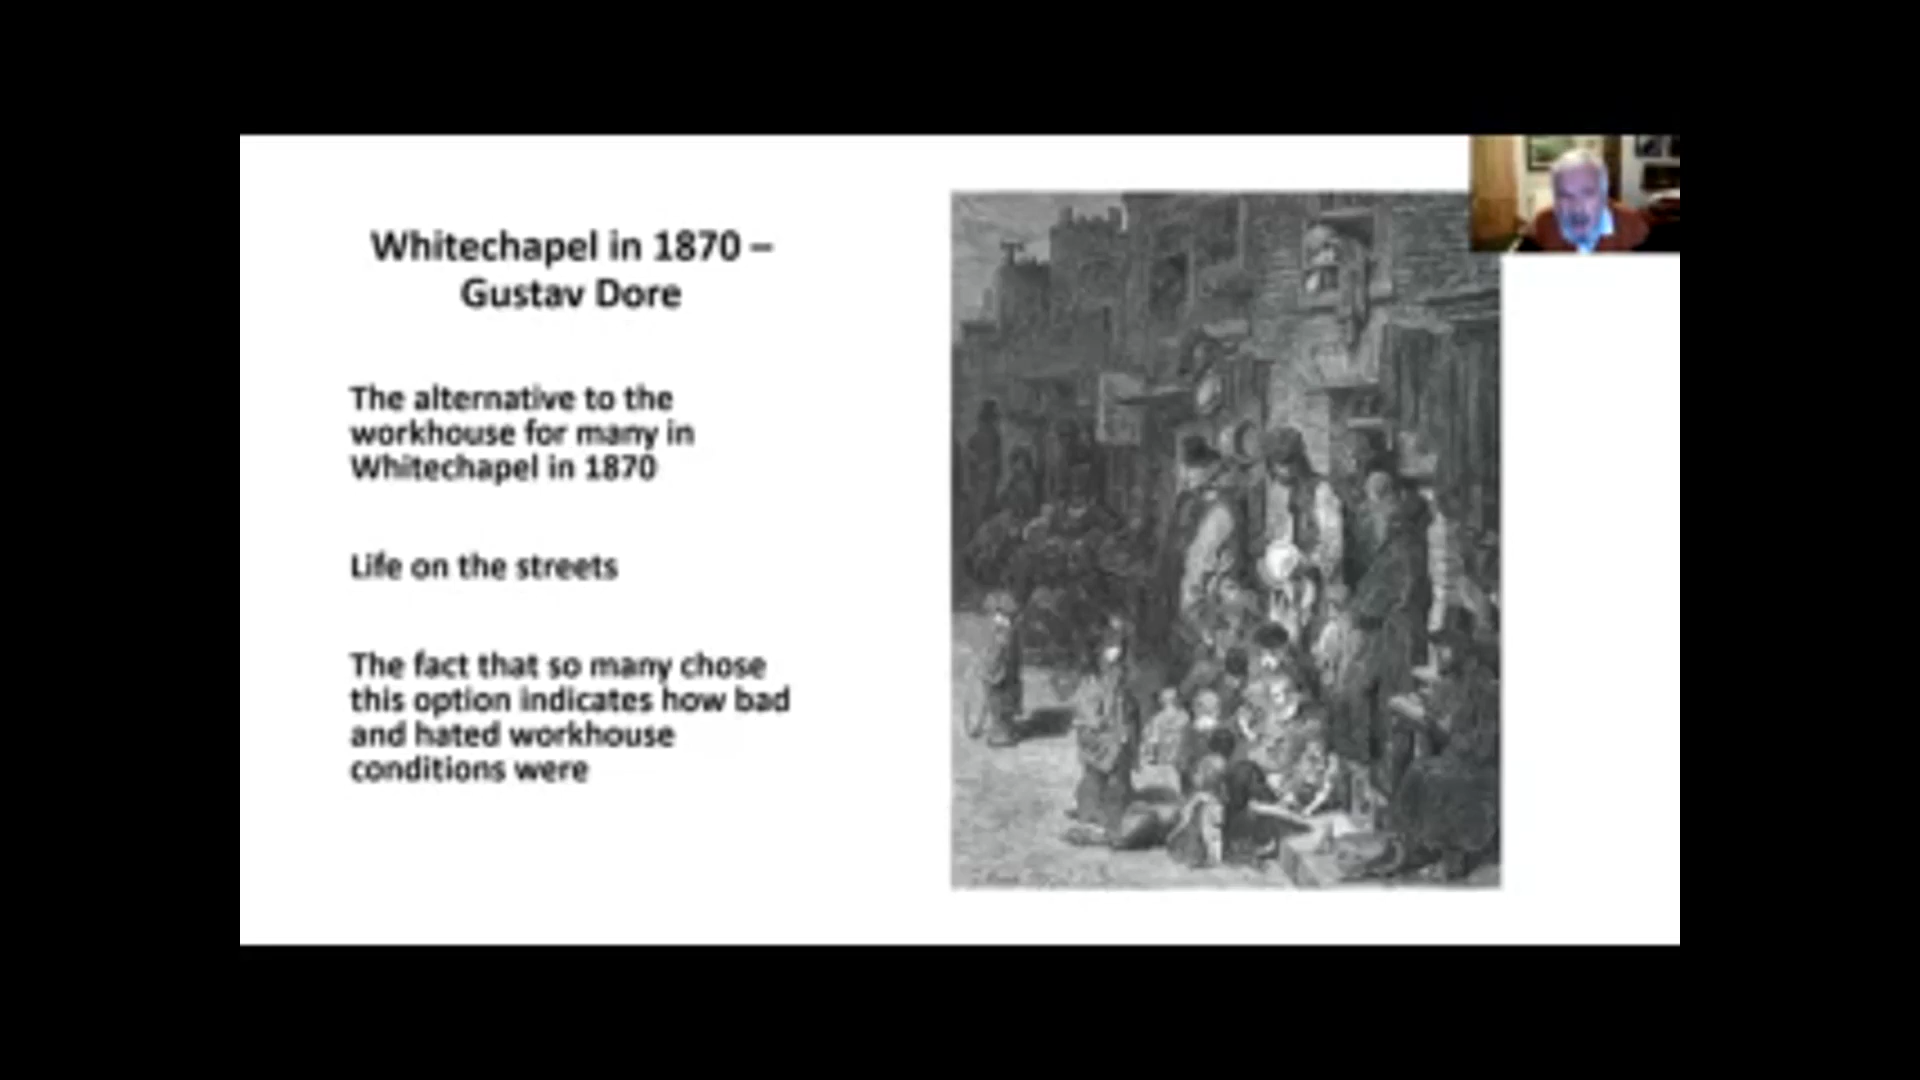 Whitechapel in 1870 –
Gustav Dore
The alternative to the
workhouse for many in
Whitechapel in 1870
Life on the streets
The fact that so many chose
this option indicates how bad
and hated workhouse
conditions were